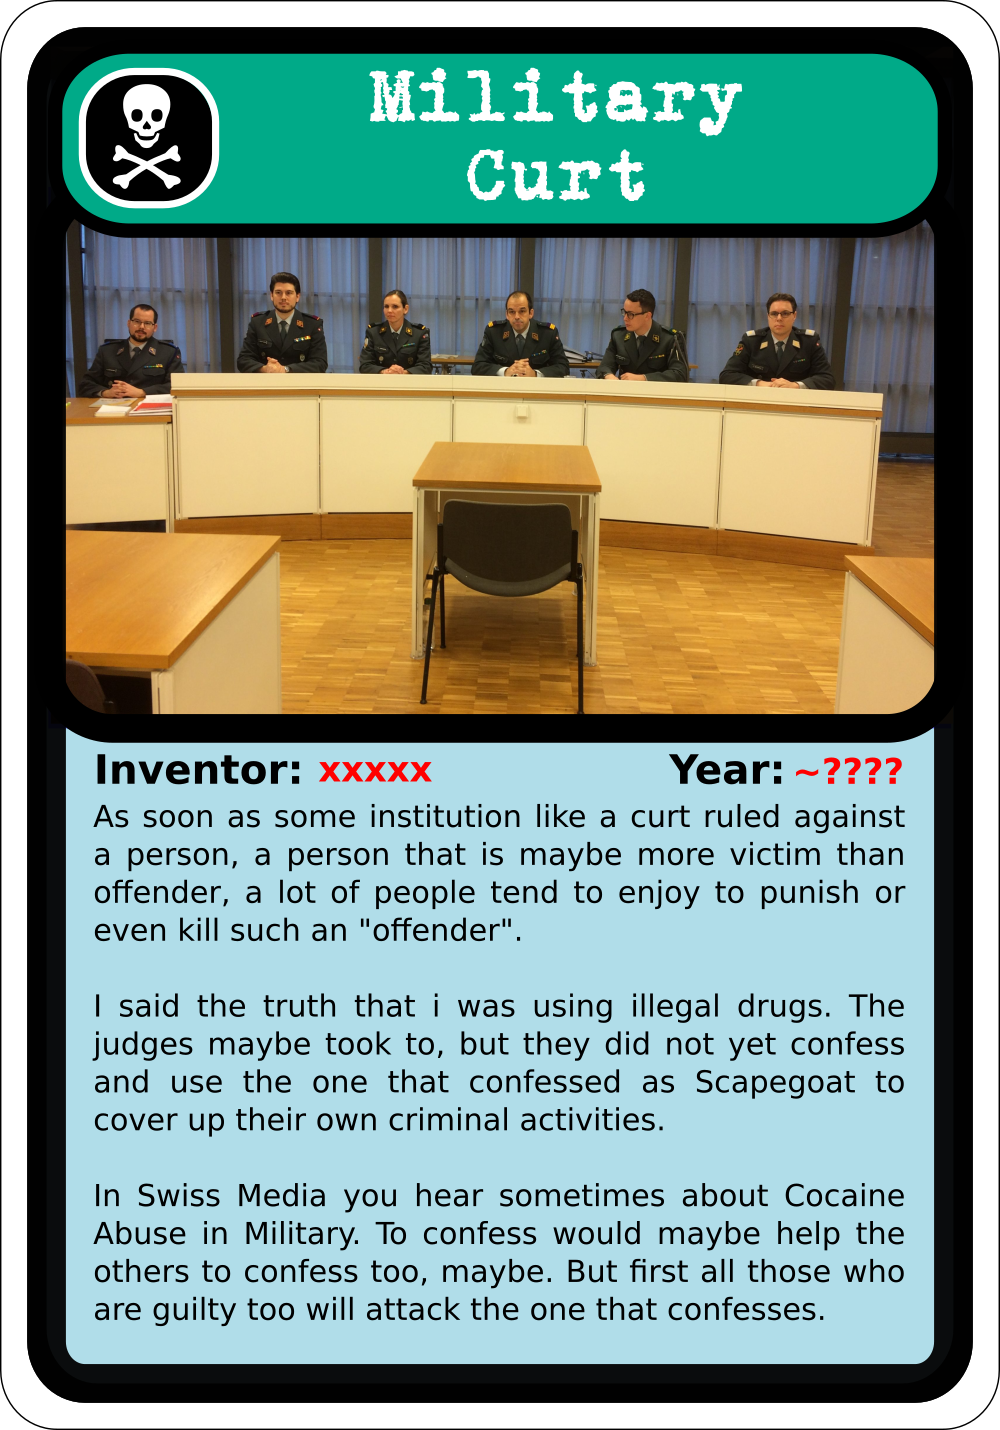 Military
Curt
Inventor: xxxxx Year: ~????
As soon as some institution like a curt ruled against
a person, a person that is maybe more victim than
offender, a lot of people tend to enjoy to punish or
even kill such an "offender".
I said the truth that i was using illegal drugs. The
judges maybe took to, but they did not yet confess
and use the one that confessed as Scapegoat to
cover up their own criminal activities.
In Swiss Media you hear sometimes about Cocaine
Abuse in Military. To confess would maybe help the
others to confess too, maybe. But first all those who
are guilty too will attack the one that confesses.